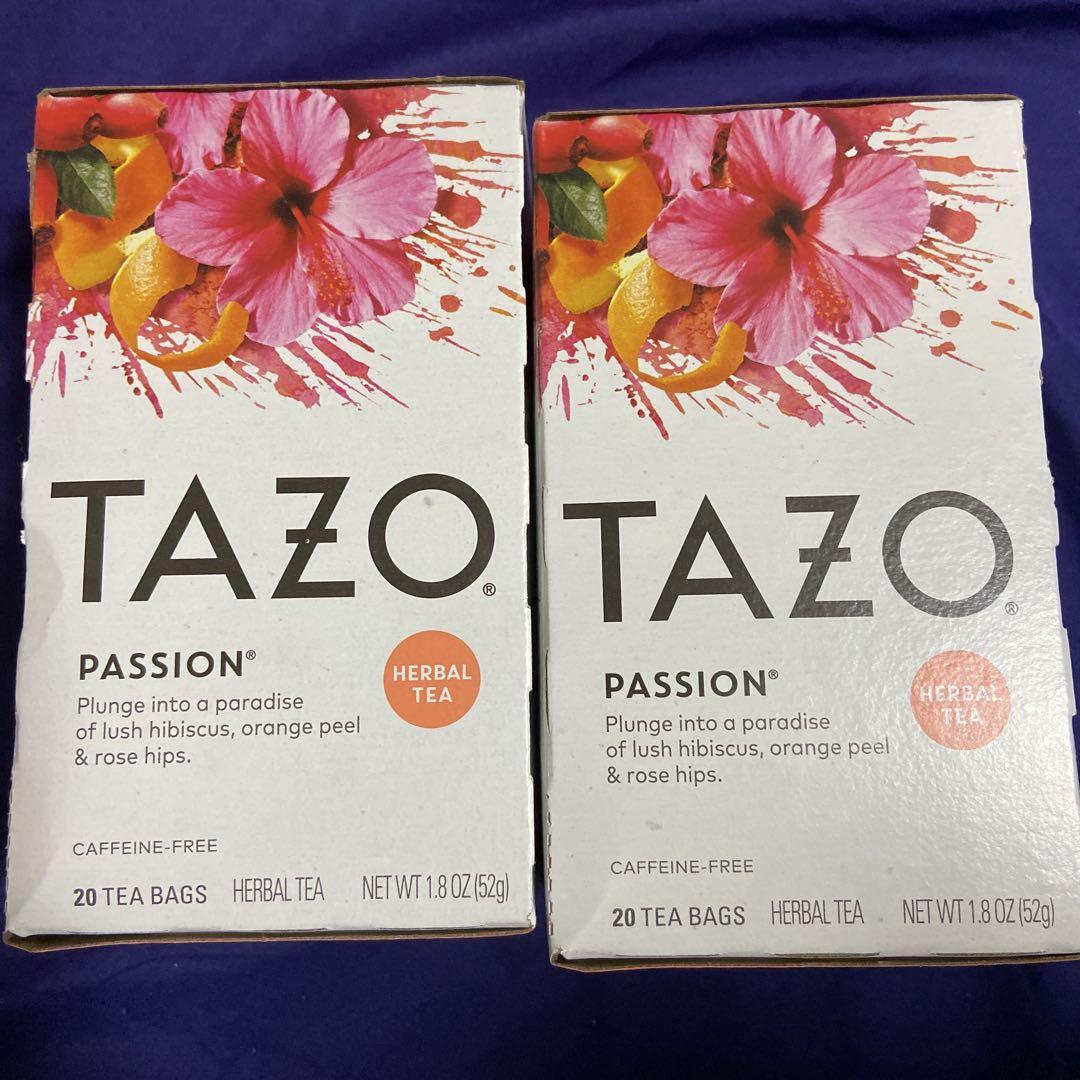 TAZO®
PASSION®
HERBAL
TEA
Plunge into a paradise
of lush hibiscus, orange peel
& rose hips.
CAFFEINE-FREE
20 TEA BAGS HERBAL TEA NET WT 1.8 OZ (52g)
TAZO®
PASSION®
HERBAL
TEA
Plunge into a paradise
of lush hibiscus, orange peel
& rose hips.
CAFFEINE-FREE
20 TEA BAGS HERBAL TEA NET WT 1.8 OZ (52g)